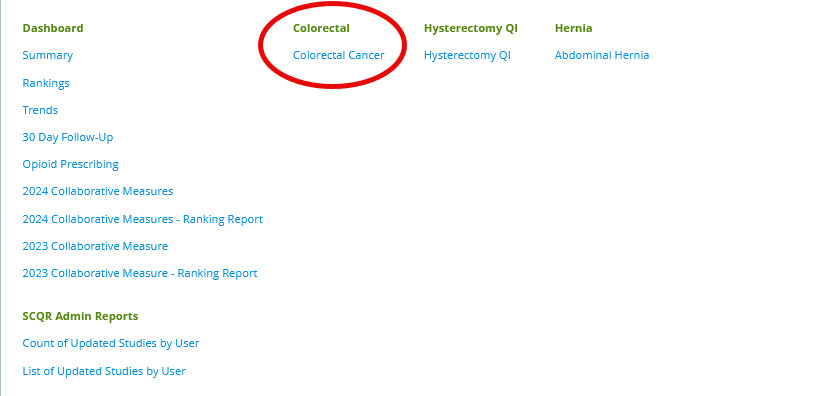 Dashboard
Summary
Rankings
Trends
30 Day Follow-Up
Opioid Prescribing
2024 Collaborative Measures
2024 Collaborative Measures - Ranking Report
2023 Collaborative Measure
2023 Collaborative Measure - Ranking Report
SCQR Admin Reports
Count of Updated Studies by User
List of Updated Studies by User
Colorectal
Colorectal Cancer
Hysterectomy QI
Hysterectomy QI
Hernia
Abdominal Hernia